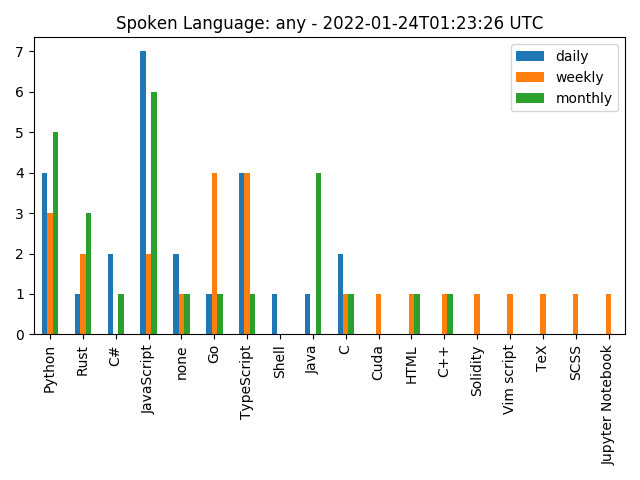 Spoken Language: any - 2022-01-24T01:23:26 UTC
daily
weekly
monthly
7
6
5
4
3
2
1
0
Python
Rust
C#
JavaScript
none
Go
TypeScript
Shell
Java
C
Cuda
HTML
C++
Solidity
Vim script
TeX
SCSS
Jupyter Notebook